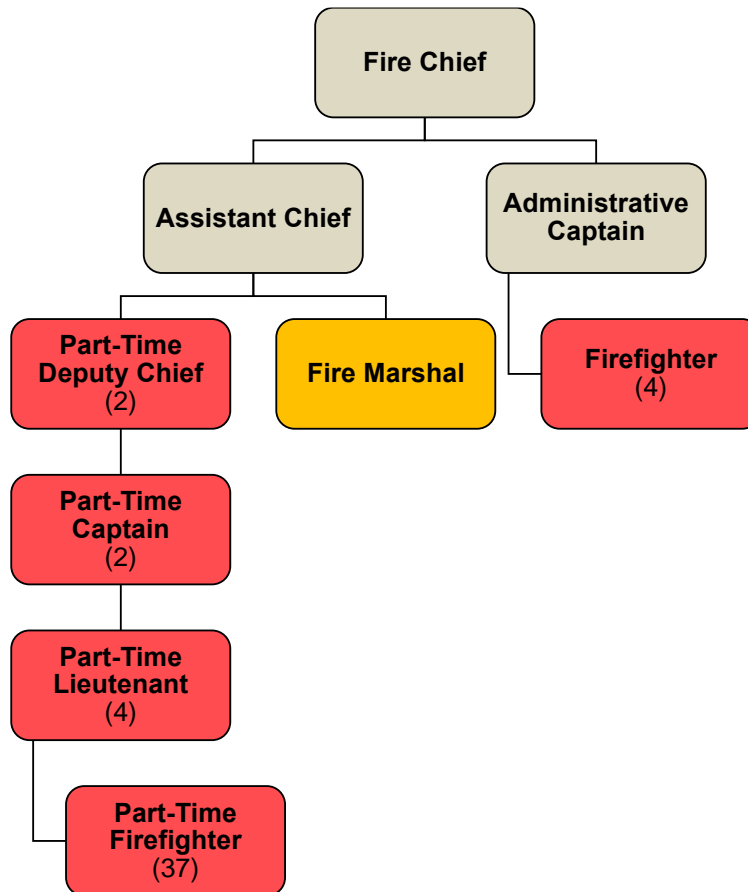 Fire Chief
Assistant Chief
Administrative
Captain
Part-Time
Deputy Chief
(2)
Fire Marshal
Firefighter
(4)
Part-Time
Captain
(2)
Part-Time
Lieutenant
(4)
Part-Time
Firefighter
(37)